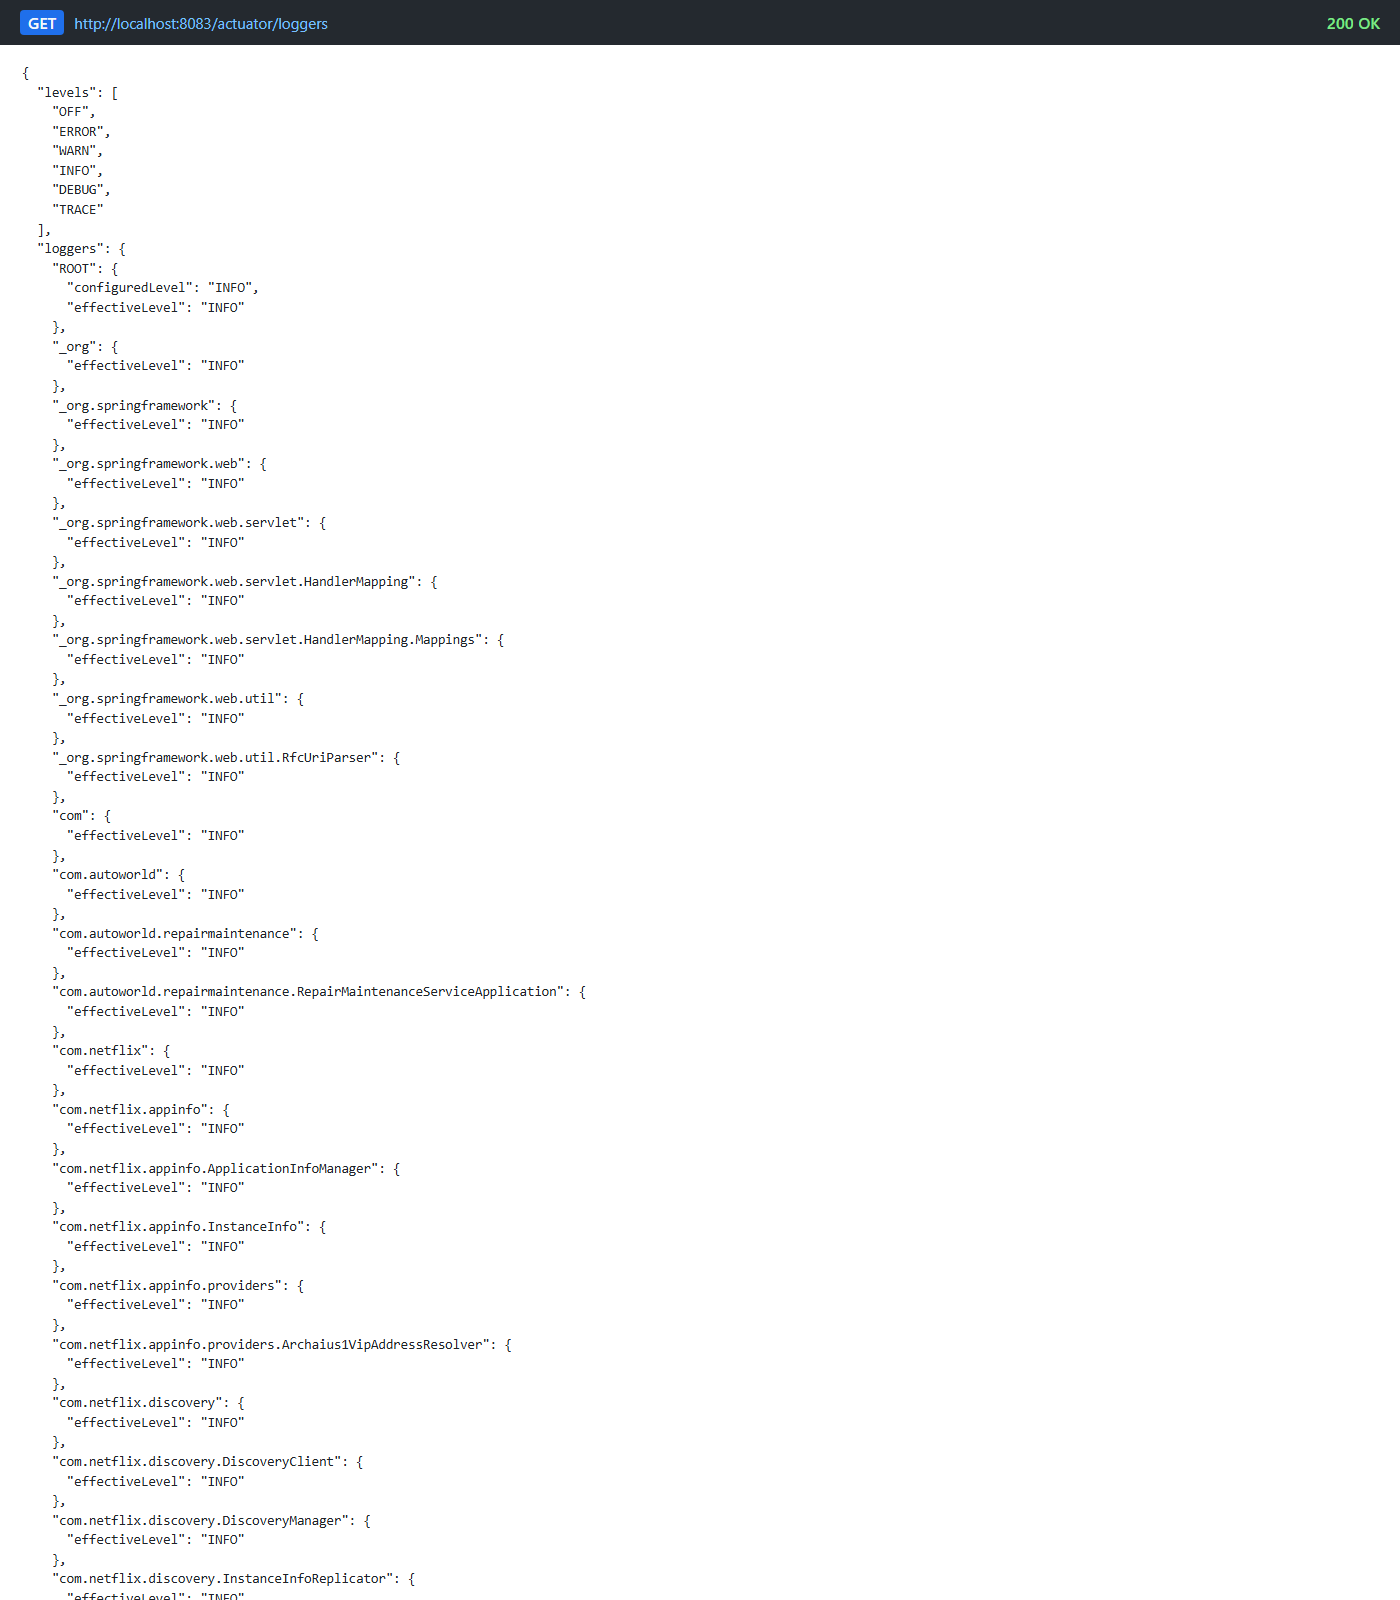 GET http://localhost:8083/actuator/loggers 200 OK
{
  "levels": [
    "OFF",
    "ERROR",
    "WARN",
    "INFO",
    "DEBUG",
    "TRACE"
  ],
  "loggers": {
    "ROOT": {
      "configuredLevel": "INFO",
      "effectiveLevel": "INFO"
    },
    "_org": {
      "effectiveLevel": "INFO"
    },
    "_org.springframework": {
      "effectiveLevel": "INFO"
    },
    "_org.springframework.web": {
      "effectiveLevel": "INFO"
    },
    "_org.springframework.web.servlet": {
      "effectiveLevel": "INFO"
    },
    "_org.springframework.web.servlet.HandlerMapping": {
      "effectiveLevel": "INFO"
    },
    "_org.springframework.web.servlet.HandlerMapping.Mappings": {
      "effectiveLevel": "INFO"
    },
    "_org.springframework.web.util": {
      "effectiveLevel": "INFO"
    },
    "_org.springframework.web.util.RfcUriParser": {
      "effectiveLevel": "INFO"
    },
    "com": {
      "effectiveLevel": "INFO"
    },
    "com.autoworld": {
      "effectiveLevel": "INFO"
    },
    "com.autoworld.repairmaintenance": {
      "effectiveLevel": "INFO"
    },
    "com.autoworld.repairmaintenance.RepairMaintenanceServiceApplication": {
      "effectiveLevel": "INFO"
    },
    "com.netflix": {
      "effectiveLevel": "INFO"
    },
    "com.netflix.appinfo": {
      "effectiveLevel": "INFO"
    },
    "com.netflix.appinfo.ApplicationInfoManager": {
      "effectiveLevel": "INFO"
    },
    "com.netflix.appinfo.InstanceInfo": {
      "effectiveLevel": "INFO"
    },
    "com.netflix.appinfo.providers": {
      "effectiveLevel": "INFO"
    },
    "com.netflix.appinfo.providers.Archaius1VipAddressResolver": {
      "effectiveLevel": "INFO"
    },
    "com.netflix.discovery": {
      "effectiveLevel": "INFO"
    },
    "com.netflix.discovery.DiscoveryClient": {
      "effectiveLevel": "INFO"
    },
    "com.netflix.discovery.DiscoveryManager": {
      "effectiveLevel": "INFO"
    },
    "com.netflix.discovery.InstanceInfoReplicator": {
      "effectiveLevel": "INFO"